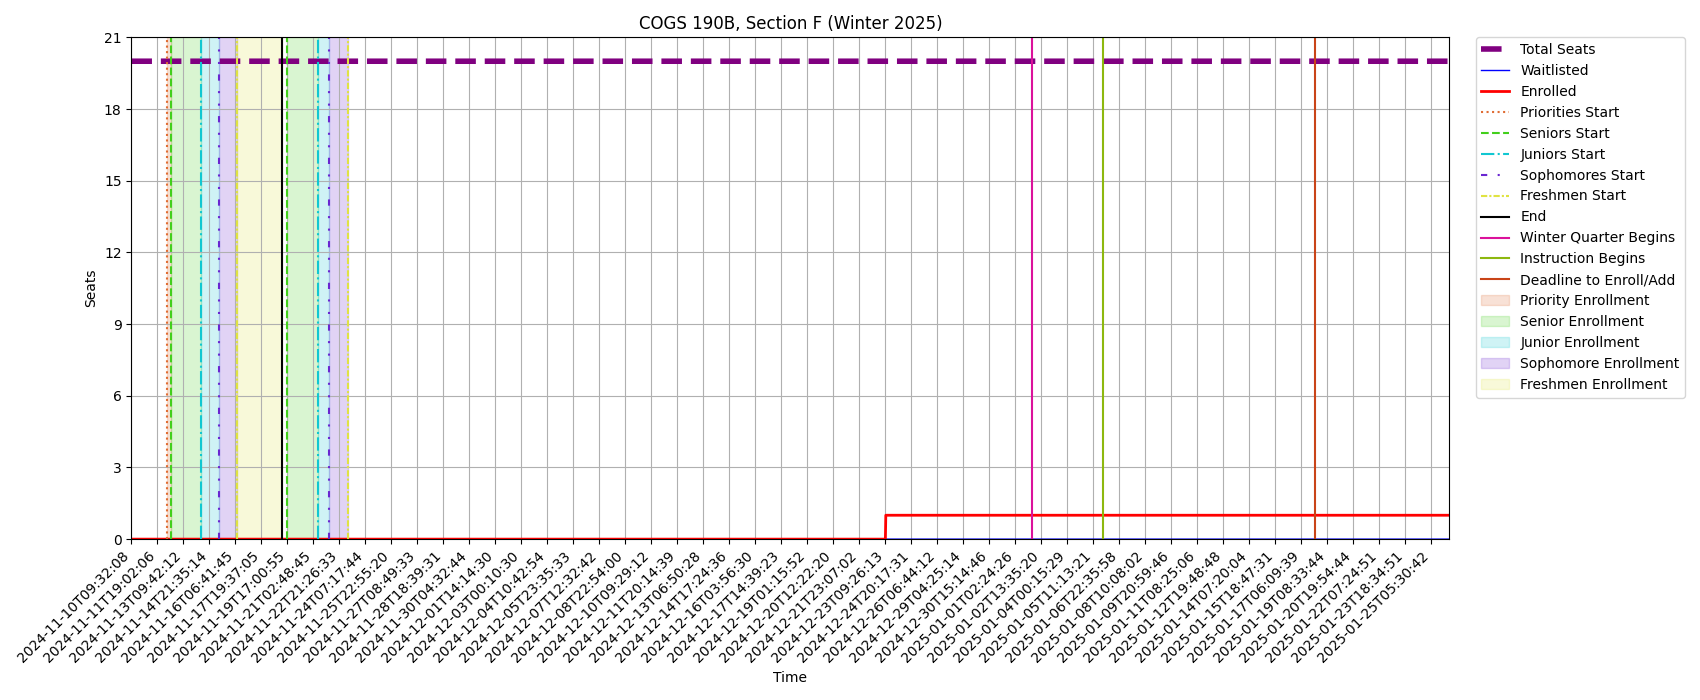 COGS 190B, Section F (Winter 2025)
21
18
15
12
9
6
3
0
Seats
2024-11-10T09:32:08
2024-11-11T19:02:06
2024-11-13T09:42:12
2024-11-14T21:35:14
2024-11-16T06:41:45
2024-11-17T19:37:05
2024-11-19T17:00:55
2024-11-21T02:48:45
2024-11-22T21:26:33
2024-11-24T07:17:44
2024-11-25T22:55:20
2024-11-27T08:49:33
2024-11-28T18:39:31
2024-11-30T04:32:44
2024-12-01T14:14:30
2024-12-03T00:10:30
2024-12-04T10:42:54
2024-12-05T23:35:33
2024-12-07T12:32:42
2024-12-08T22:54:00
2024-12-10T09:29:12
2024-12-11T20:14:39
2024-12-13T06:50:28
2024-12-14T17:24:36
2024-12-16T03:56:30
2024-12-17T14:39:23
2024-12-19T01:15:52
2024-12-20T12:22:20
2024-12-21T23:07:02
2024-12-23T09:26:13
2024-12-24T20:17:31
2024-12-26T06:44:12
2024-12-29T04:25:14
2024-12-30T15:14:46
2025-01-01T02:24:26
2025-01-02T13:35:20
2025-01-04T00:15:29
2025-01-05T11:13:21
2025-01-06T22:35:58
2025-01-08T10:08:02
2025-01-09T20:59:46
2025-01-11T08:25:06
2025-01-12T19:48:48
2025-01-14T07:20:04
2025-01-15T18:47:31
2025-01-17T06:09:39
2025-01-19T08:33:44
2025-01-20T19:54:44
2025-01-22T07:24:51
2025-01-23T18:34:51
2025-01-25T05:30:42
Time
Total Seats
Waitlisted
Enrolled
Priorities Start
Seniors Start
Juniors Start
Sophomores Start
Freshmen Start
End
Winter Quarter Begins
Instruction Begins
Deadline to Enroll/Add
Priority Enrollment
Senior Enrollment
Junior Enrollment
Sophomore Enrollment
Freshmen Enrollment